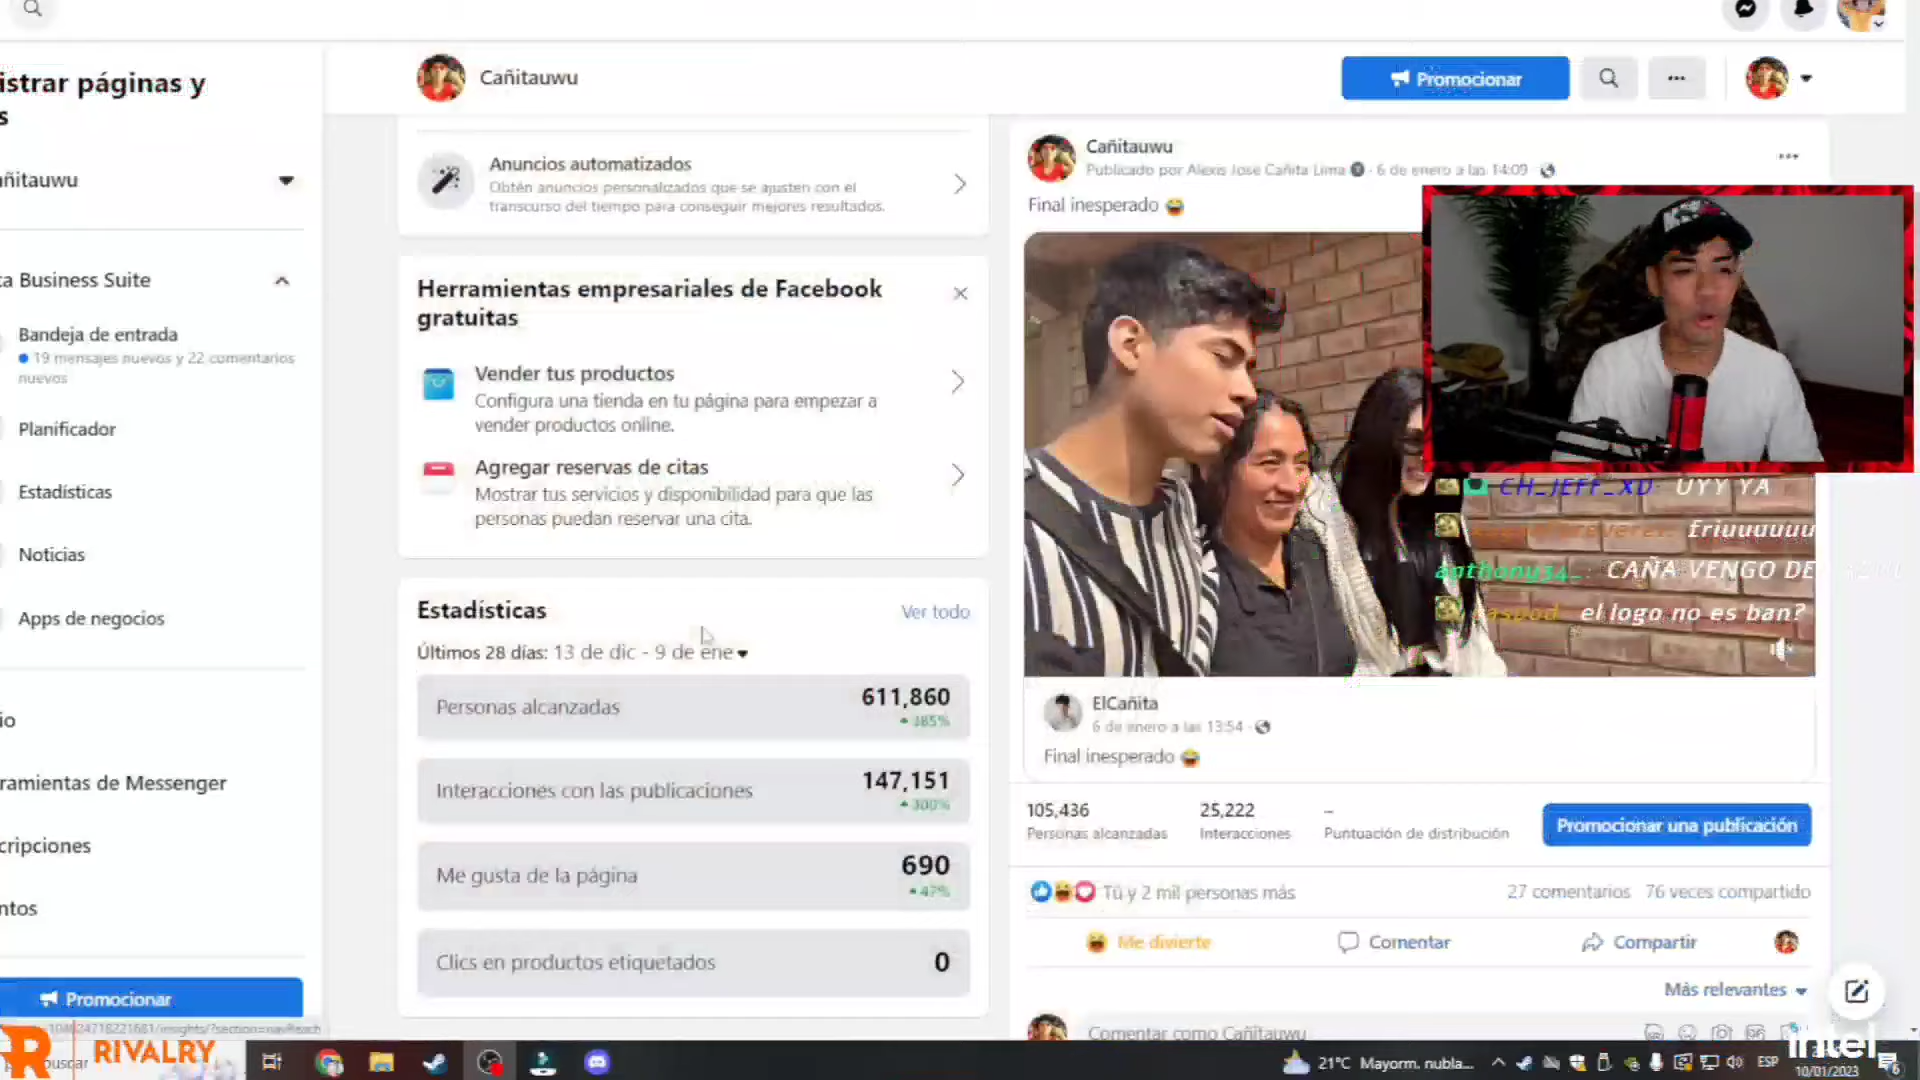 istrar páginas y
s
añitauwu
a Business Suite
Bandeja de entrada
19 mensajes nuevos y 22 comentarios
nuevos
Planificador
Estadísticas
Noticias
Apps de negocios
io
ramientas de Messenger
cripciones
ntos
Promocionar
RIVALRY
buscar
Cañitauwu
Promocionar
Anuncios automatizados
Obtén anuncios personalizados que se ajusten con el
transcurso del tiempo para conseguir mejores resultados.
Herramientas empresariales de Facebook
gratuitas
Vender tus productos
Configura una tienda en tu página para empezar a
vender productos online.
Agregar reservas de citas
Mostrar tus servicios y disponibilidad para que las
personas puedan reservar una cita.
Estadísticas
Ver todo
Últimos 28 días: 13 de dic - 9 de ene
Personas alcanzadas
611,860
385%
Interacciones con las publicaciones
147,151
300%
Me gusta de la página
690
47%
Clics en productos etiquetados
0
Cañitauwu
Publicado por Alexis Jose Cañita Lima · 6 de enero a las 14:09 ·
Final inesperado 😂
CH_JEFF_XD: UYY YA
friuuuuuu
agthony34_: CAÑA VENGO DE
el logo no es ban?
ElCañita
6 de enero a las 13:54 ·
Final inesperado 😂
105,436
Personas alcanzadas
25,222
Interacciones
–
Puntuación de distribución
Promocionar una publicación
Tú y 2 mil personas más
27 comentarios 76 veces compartido
Me divierte
Comentar
Compartir
Más relevantes
Comentar como Cañitauwu
21°C Mayorm. nubla...
ESP
10/01/2023
intel
6